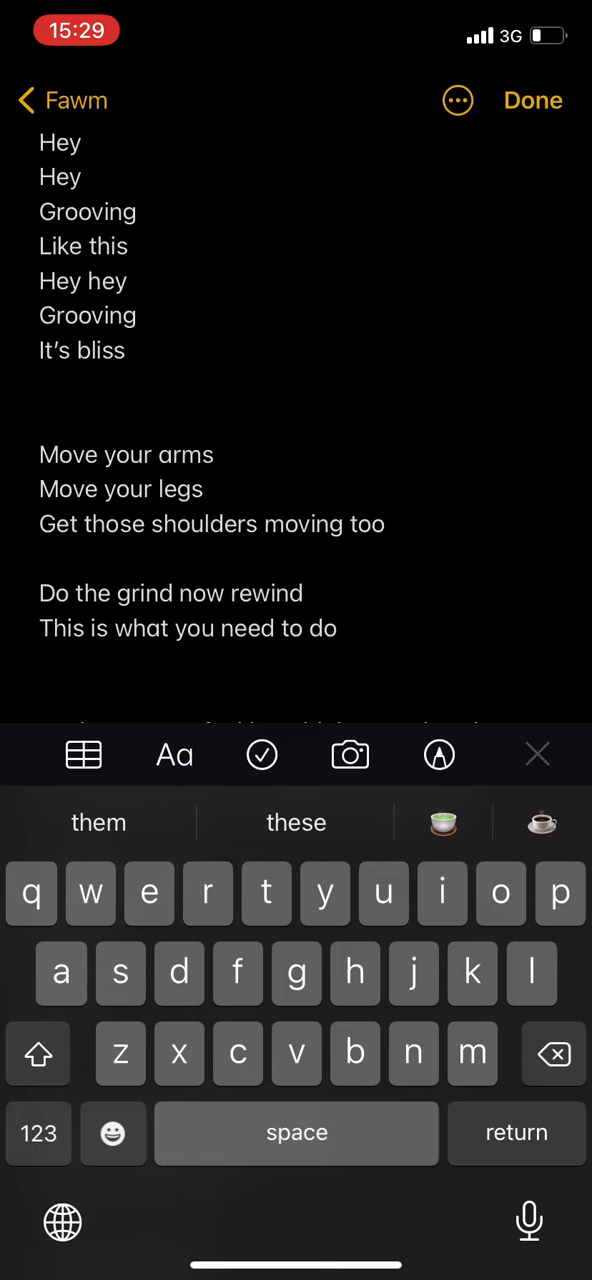 15:29
3G
Fawm
Done
Hey
Hey
Grooving
Like this
Hey hey
Grooving
It's bliss
Move your arms
Move your legs
Get those shoulders moving too
Do the grind now rewind
This is what you need to do
Aa
them
these
q w e r t y u i o p
a s d f g h j k l
z x c v b n m
123
space
return